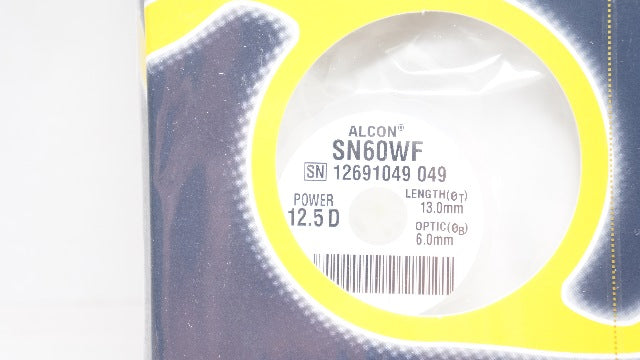 ALCON®
SN60WF
SN 12691049 049
POWER
12.5 D
LENGTH(ØT)
13.0mm
OPTIC(ØB)
6.0mm